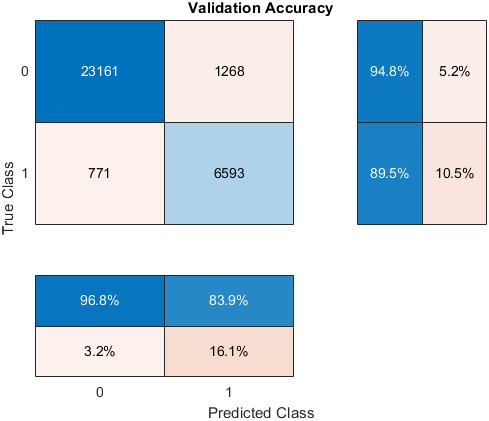 Validation Accuracy
0 23161 1268 94.8% 5.2%
1 771 6593 89.5% 10.5%
True Class
96.8% 83.9%
3.2% 16.1%
0 1
Predicted Class